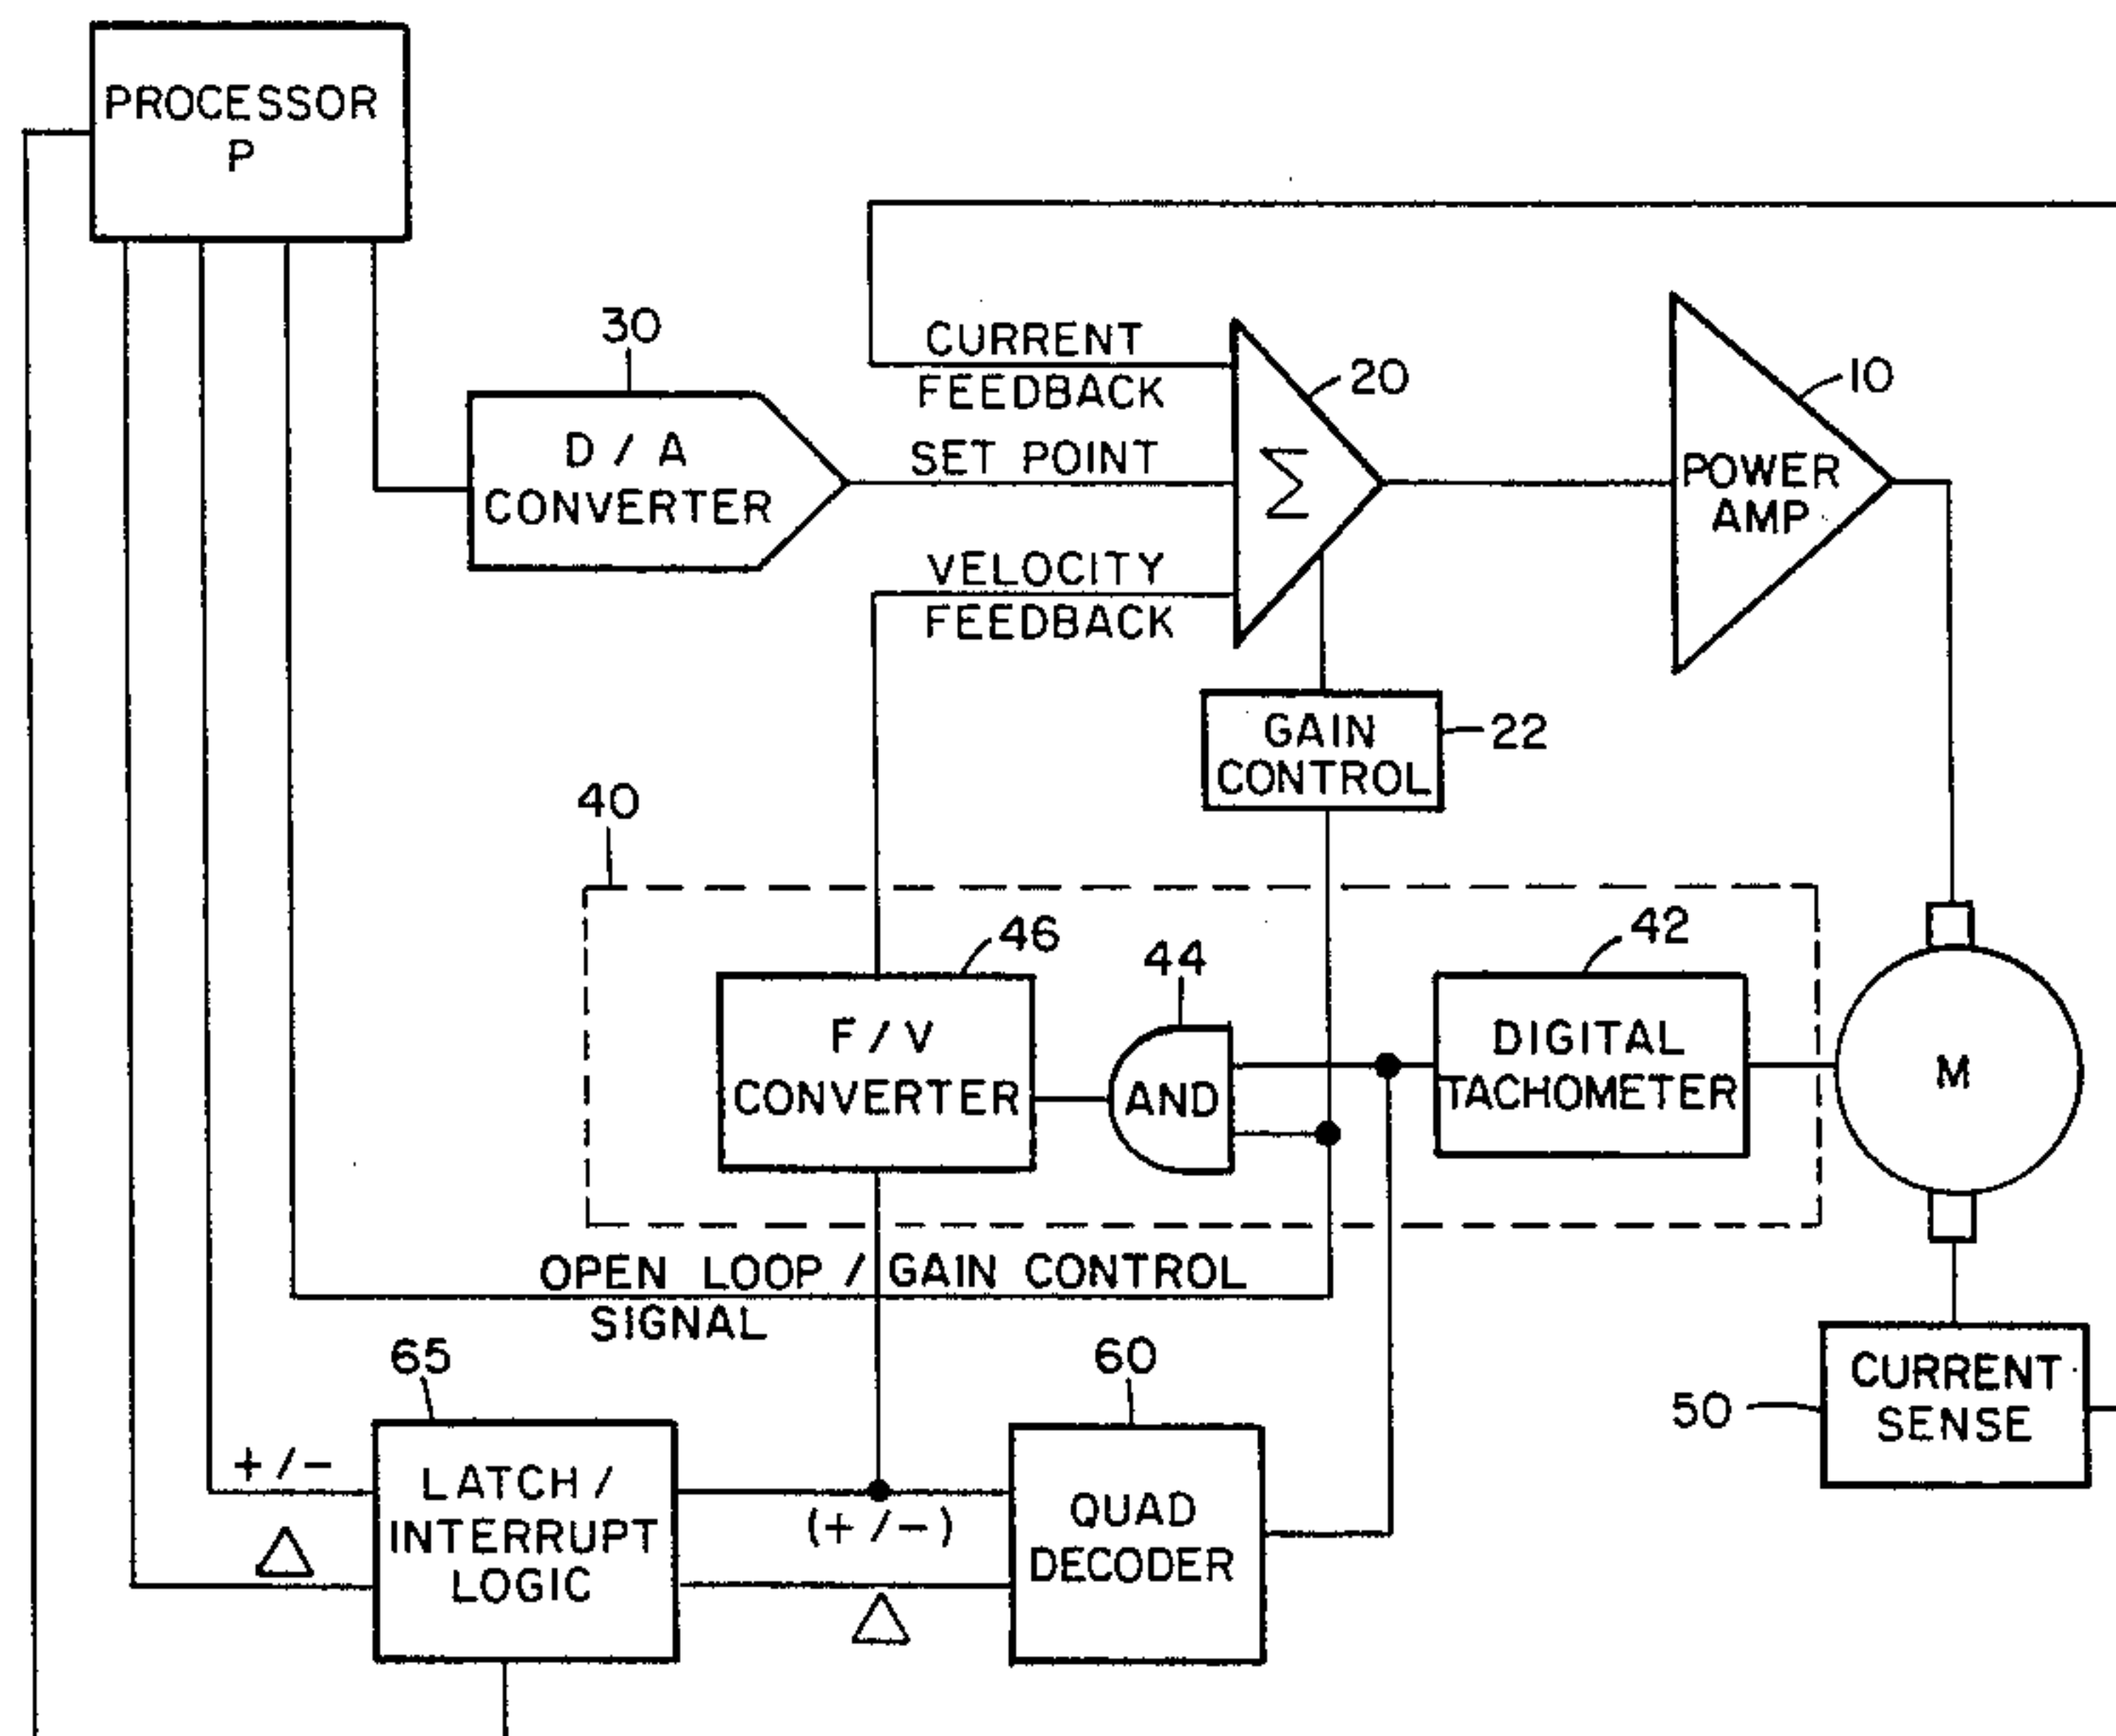 PROCESSOR
P
30
D / A
CONVERTER
CURRENT
FEEDBACK
SET POINT
VELOCITY
FEEDBACK
Σ
20
POWER
AMP
10
GAIN
CONTROL
22
40
F / V
CONVERTER
46
44
AND
42
DIGITAL
TACHOMETER
M
OPEN LOOP / GAIN CONTROL
SIGNAL
65
+ / -
Δ
LATCH /
INTERRUPT
LOGIC
(+ / -)
Δ
60
QUAD
DECODER
50
CURRENT
SENSE